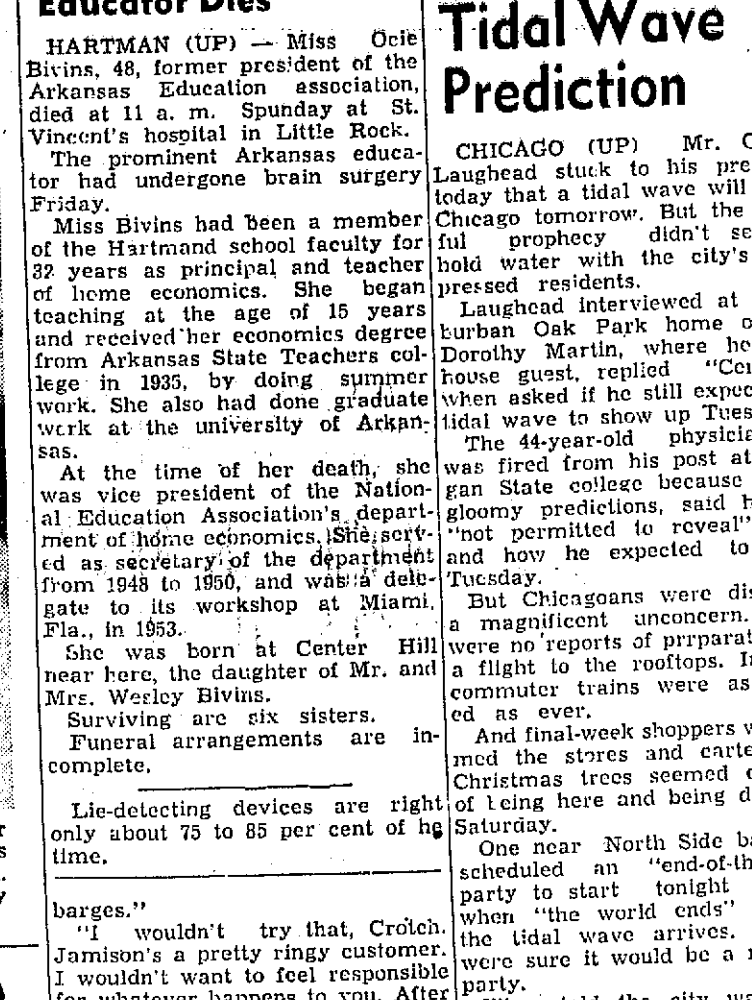 Educator Dies
HARTMAN (UP) — Miss Ocie
Bivins, 48, former president of the
Arkansas Education association,
died at 11 a. m. Spunday at St.
Vincent's hospital in Little Rock.
The prominent Arkansas educa-
tor had undergone brain surgery
Friday.
Miss Bivins had been a member
of the Hartmand school faculty for
32 years as principal and teacher
of home economics. She began
teaching at the age of 15 years
and received her economics degree
from Arkansas State Teachers col-
lege in 1935, by doing summer
work. She also had done graduate
work at the university of Arkan-
sas.
At the time of her death, she
was vice president of the Nation-
al Education Association's depart-
ment of home economics. She serv-
ed as secretary of the department
from 1948 to 1950, and was a dele-
gate to its workshop at Miami,
Fla., in 1953.
She was born at Center Hill
near here, the daughter of Mr. and
Mrs. Wesley Bivins.
Surviving are six sisters.
Funeral arrangements are in-
complete.
Lie-detecting devices are right
only about 75 to 85 per cent of he
time.
barges."
"I wouldn't try that, Crotch.
Jamison's a pretty ringy customer.
I wouldn't want to feel responsible
for whatever happens to you. After
Tidal Wave
Prediction
CHICAGO (UP) Mr. C
Laughead stuck to his pre
today that a tidal wave will
Chicago tomorrow. But the
ful prophecy didn't se
hold water with the city's
pressed residents.
Laughead interviewed at
burban Oak Park home o
Dorothy Martin, where he
house guest, replied "Cer
when asked if he still expec
tidal wave to show up Tues
The 44-year-old physicia
was fired from his post at
gan State college because
gloomy predictions, said h
"not permitted to reveal"
and how he expected to
Tuesday.
But Chicagoans were dis
a magnificent unconcern.
were no reports of prrparat
a flight to the rooftops. I
commuter trains were as
ed as ever.
And final-week shoppers
med the stores and carte
Christmas trees seemed
of being here and being d
Saturday.
One near North Side ba
scheduled an "end-of-th
party to start tonight
when "the world ends"
the tidal wave arrives.
were sure it would be a
party.
told the city